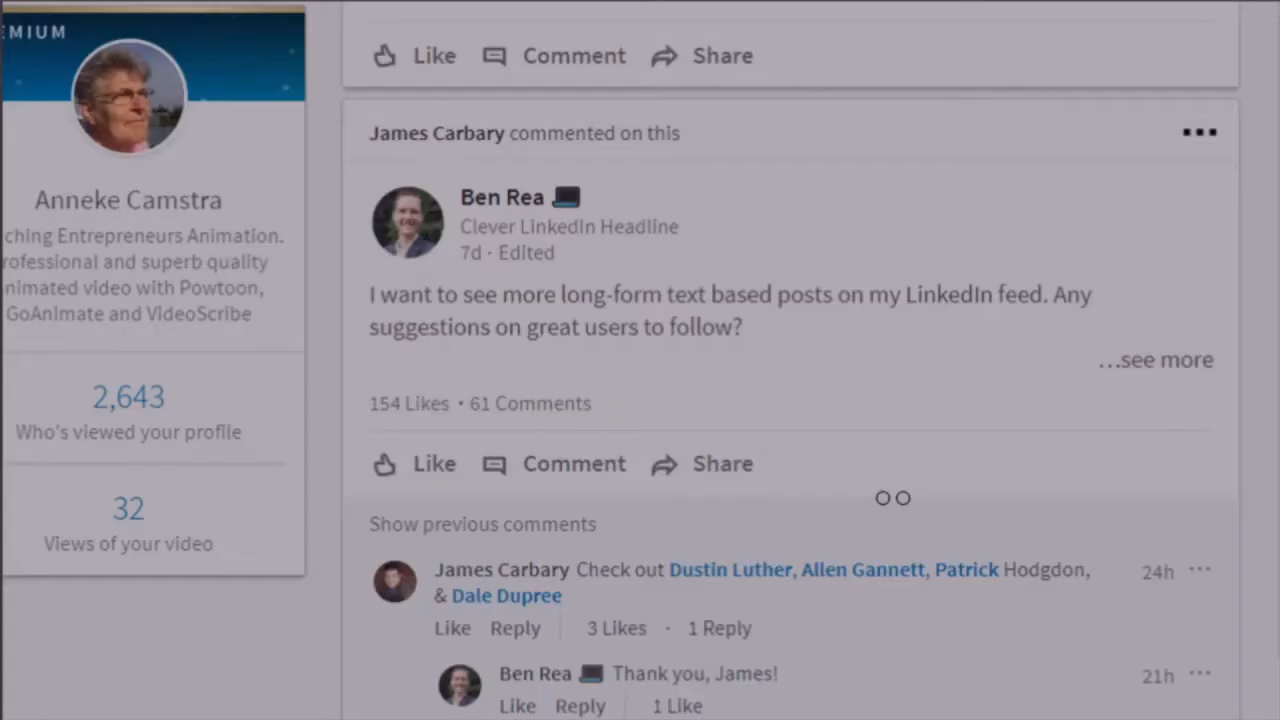 EMIUM
Anneke Camstra
ching Entrepreneurs Animation.
rofessional and superb quality
nimated video with Powtoon,
GoAnimate and VideoScribe
2,643
Who's viewed your profile
32
Views of your video
Like Comment Share
James Carbary commented on this
Ben Rea
Clever LinkedIn Headline
7d · Edited
I want to see more long-form text based posts on my LinkedIn feed. Any
suggestions on great users to follow?
...see more
154 Likes · 61 Comments
Like Comment Share
Show previous comments
James Carbary Check out Dustin Luther, Allen Gannett, Patrick Hodgdon, 24h
& Dale Dupree
Like Reply 3 Likes · 1 Reply
Ben Rea Thank you, James! 21h
Like Reply 1 Like